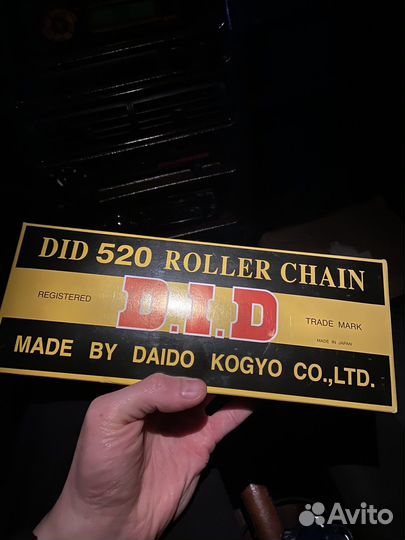 DID 520 ROLLER CHAIN
REGISTERED
D.I.D
TRADE MARK
MADE IN JAPAN
MADE BY DAIDO KOGYO CO.,LTD.
Avito